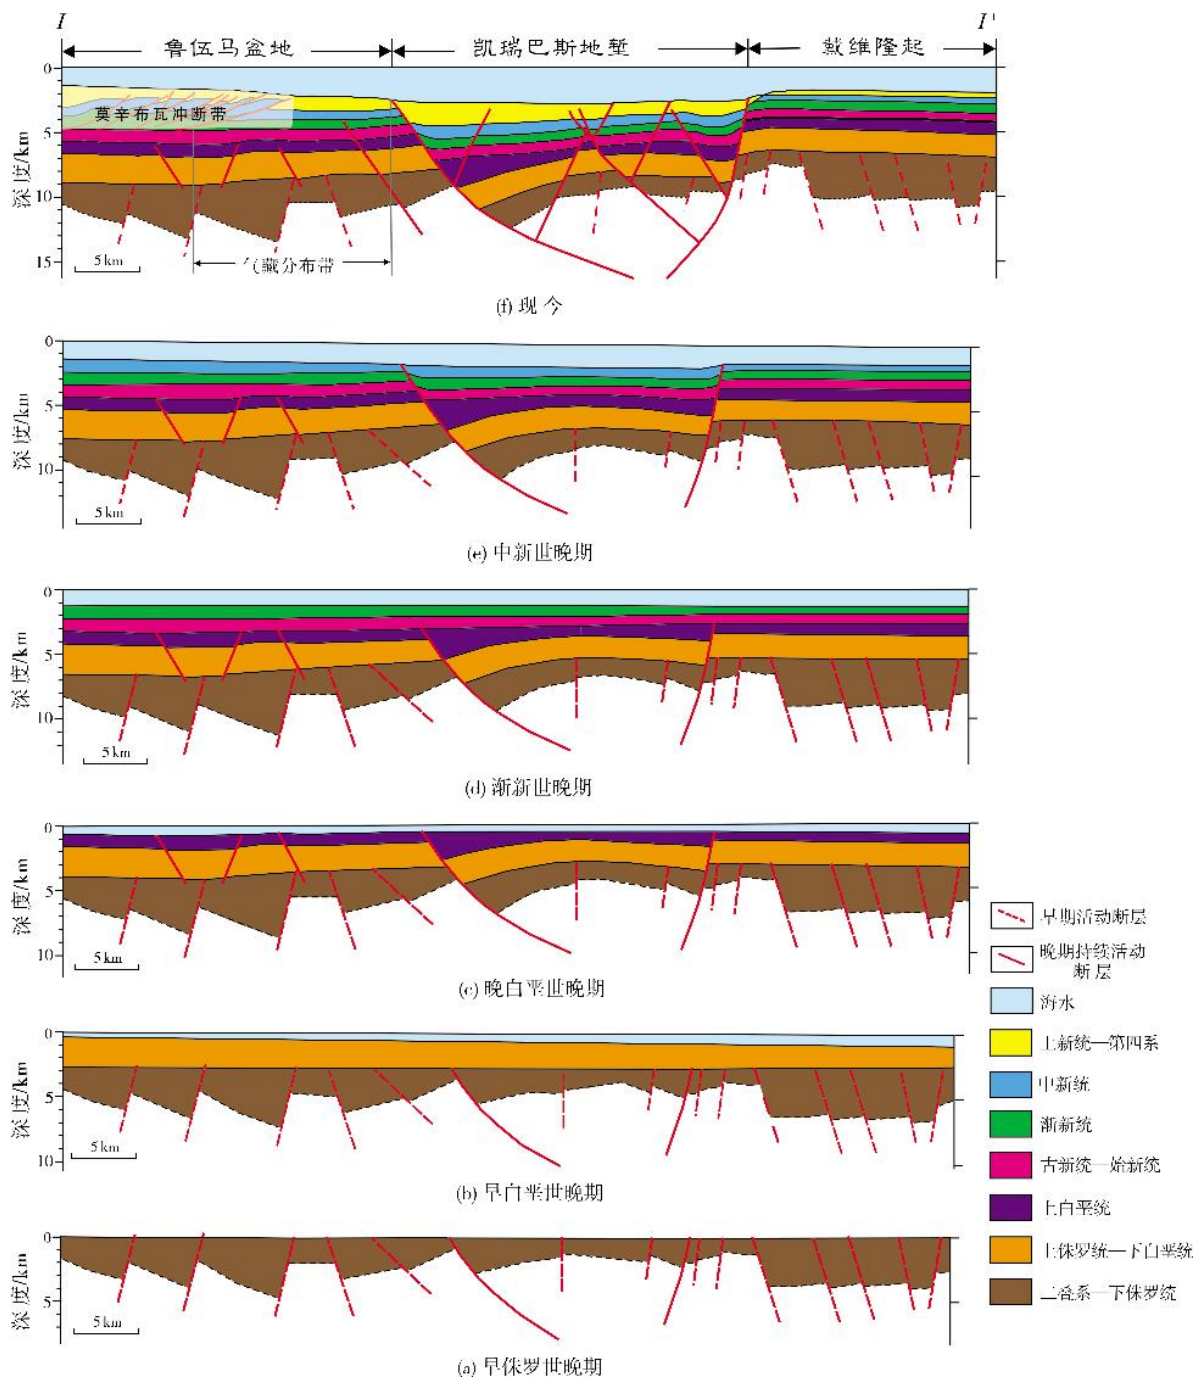 I I'
鲁伍马盆地 凯瑞巴斯地堑 戴维隆起
0
5
10
15
深度/km
莫辛布瓦冲断带
5 km
气藏分布带
(f) 现今
0
5
10
深度/km
5 km
(e) 中新世晚期
0
5
10
深度/km
5 km
(d) 渐新世晚期
0
5
10
深度/km
5 km
(c) 晚白垩世晚期
0
5
10
深度/km
5 km
(b) 早白垩世晚期
0
5
深度/km
5 km
(a) 早侏罗世晚期
早期活动断层
晚期持续活动
断层
海水
上新统—第四系
中新统
渐新统
古新统—始新统
上白垩统
上侏罗统—下白垩统
二叠系—下侏罗统